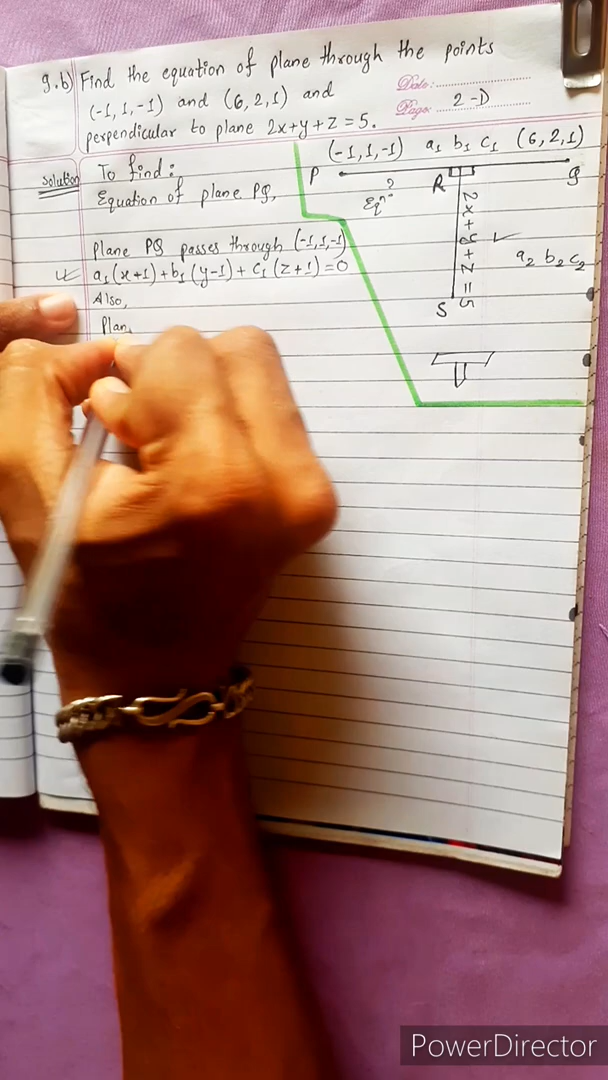 9.b) Find the equation of plane through the points
(-1, 1, -1) and (6, 2, 1) and
perpendicular to plane 2x+y+z=5.
Date:
Page: 2-D
Solution
To find:
Equation of plane PQ,
Plane PQ passes through (-1,1,-1)
a₁(x+1)+b₁(y-1)+c₁(z+1)=0
Also,
Plan
(-1,1,-1) a₁ b₁ c₁ (6,2,1)
P R Q
?
Eqⁿ
2x+y+z=5
a₂ b₂ c₂
S
PowerDirector